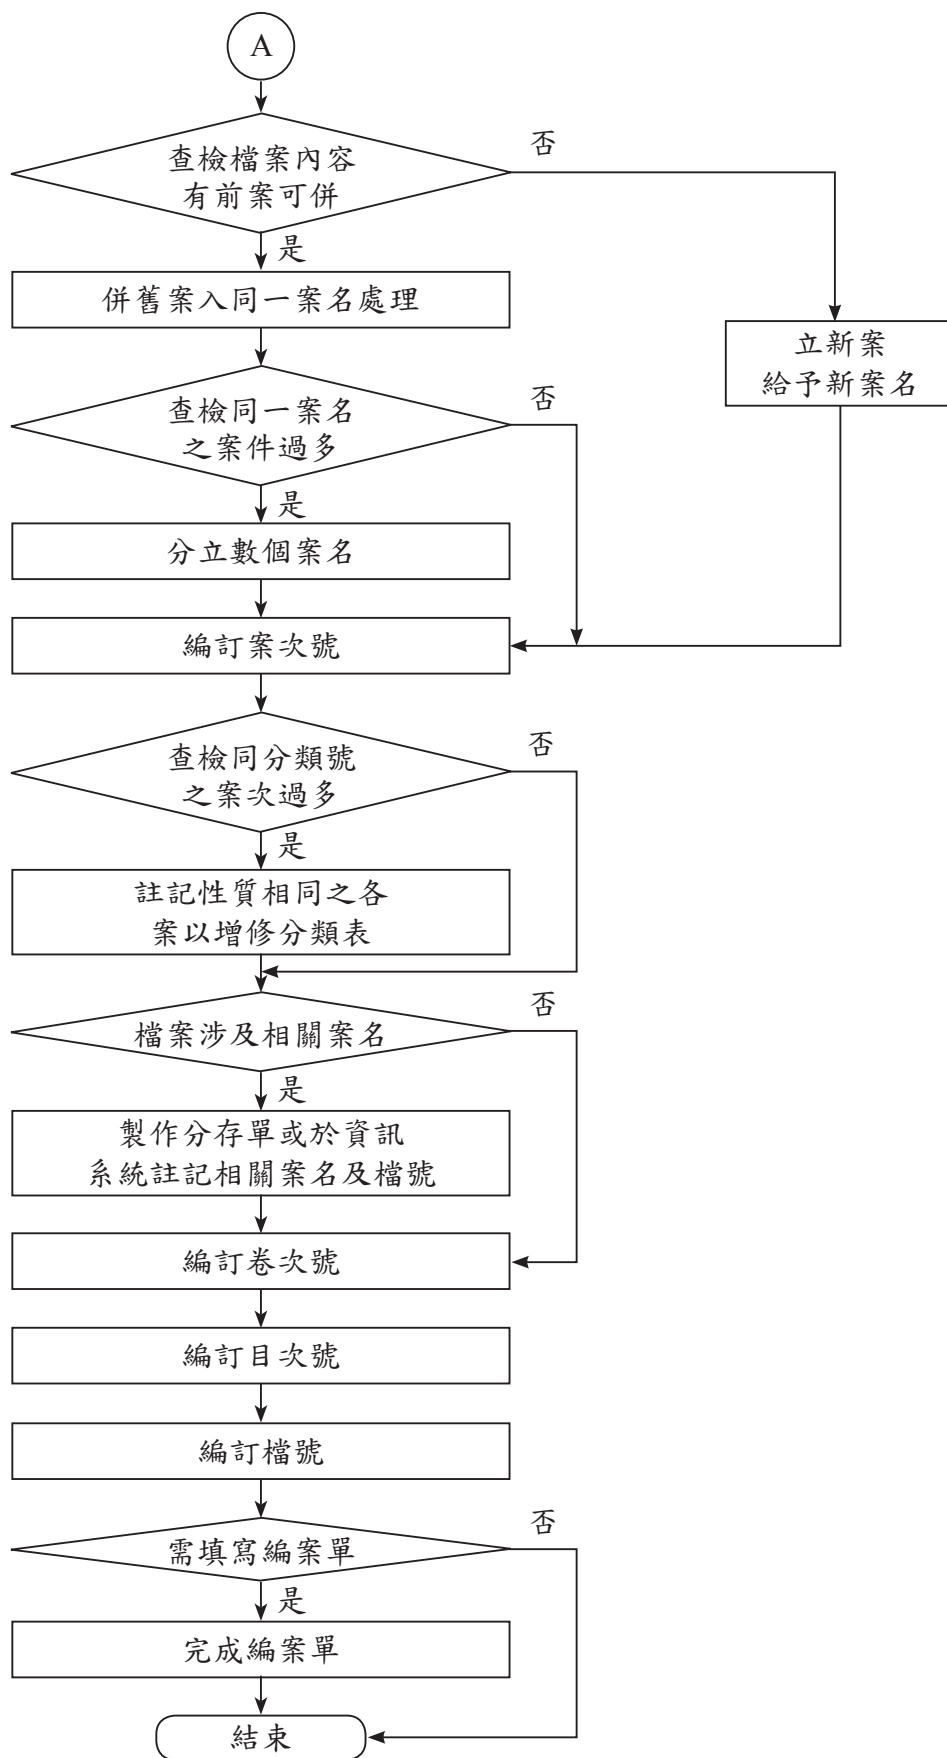 A
查檢檔案內容
有前案可併
否
是
併舊案入同一案名處理
立新案
給予新案名
查檢同一案名
之案件過多
否
是
分立數個案名
編訂案次號
查檢同分類號
之案次過多
否
是
註記性質相同之各
案以增修分類表
檔案涉及相關案名
否
是
製作分存單或於資訊
系統註記相關案名及檔號
編訂卷次號
編訂目次號
編訂檔號
需填寫編案單
否
是
完成編案單
結束